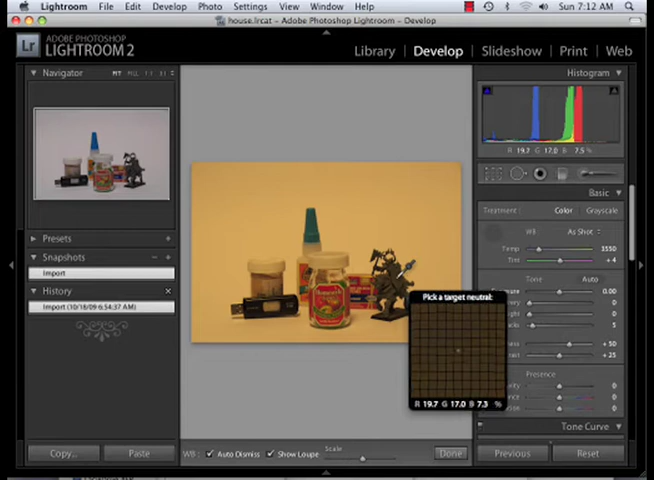 Lightroom File Edit Develop Photo Settings View Window Help Sun 7:12 AM
house.lrcat – Adobe Photoshop Lightroom – Develop
Lr
ADOBE PHOTOSHOP
LIGHTROOM 2
Library | Develop | Slideshow | Print | Web
Navigator
Histogram
R 19.7 G 17.0 B 7.5 %
Basic
Treatment: Color Grayscale
WB: As Shot
Temp 3550
Tint +4
Presets
Snapshots
Import
History
Import (10/18/09 6:54:37 AM)
Tone Auto
0.00
0
0
5
+50
+25
Presence
0
0
0
Tone Curve
Pick a target neutral:
R 19.7 G 17.0 B 7.3 %
Copy...
Paste
WB: Auto Dismiss Show Loupe Scale
Done
Previous
Reset